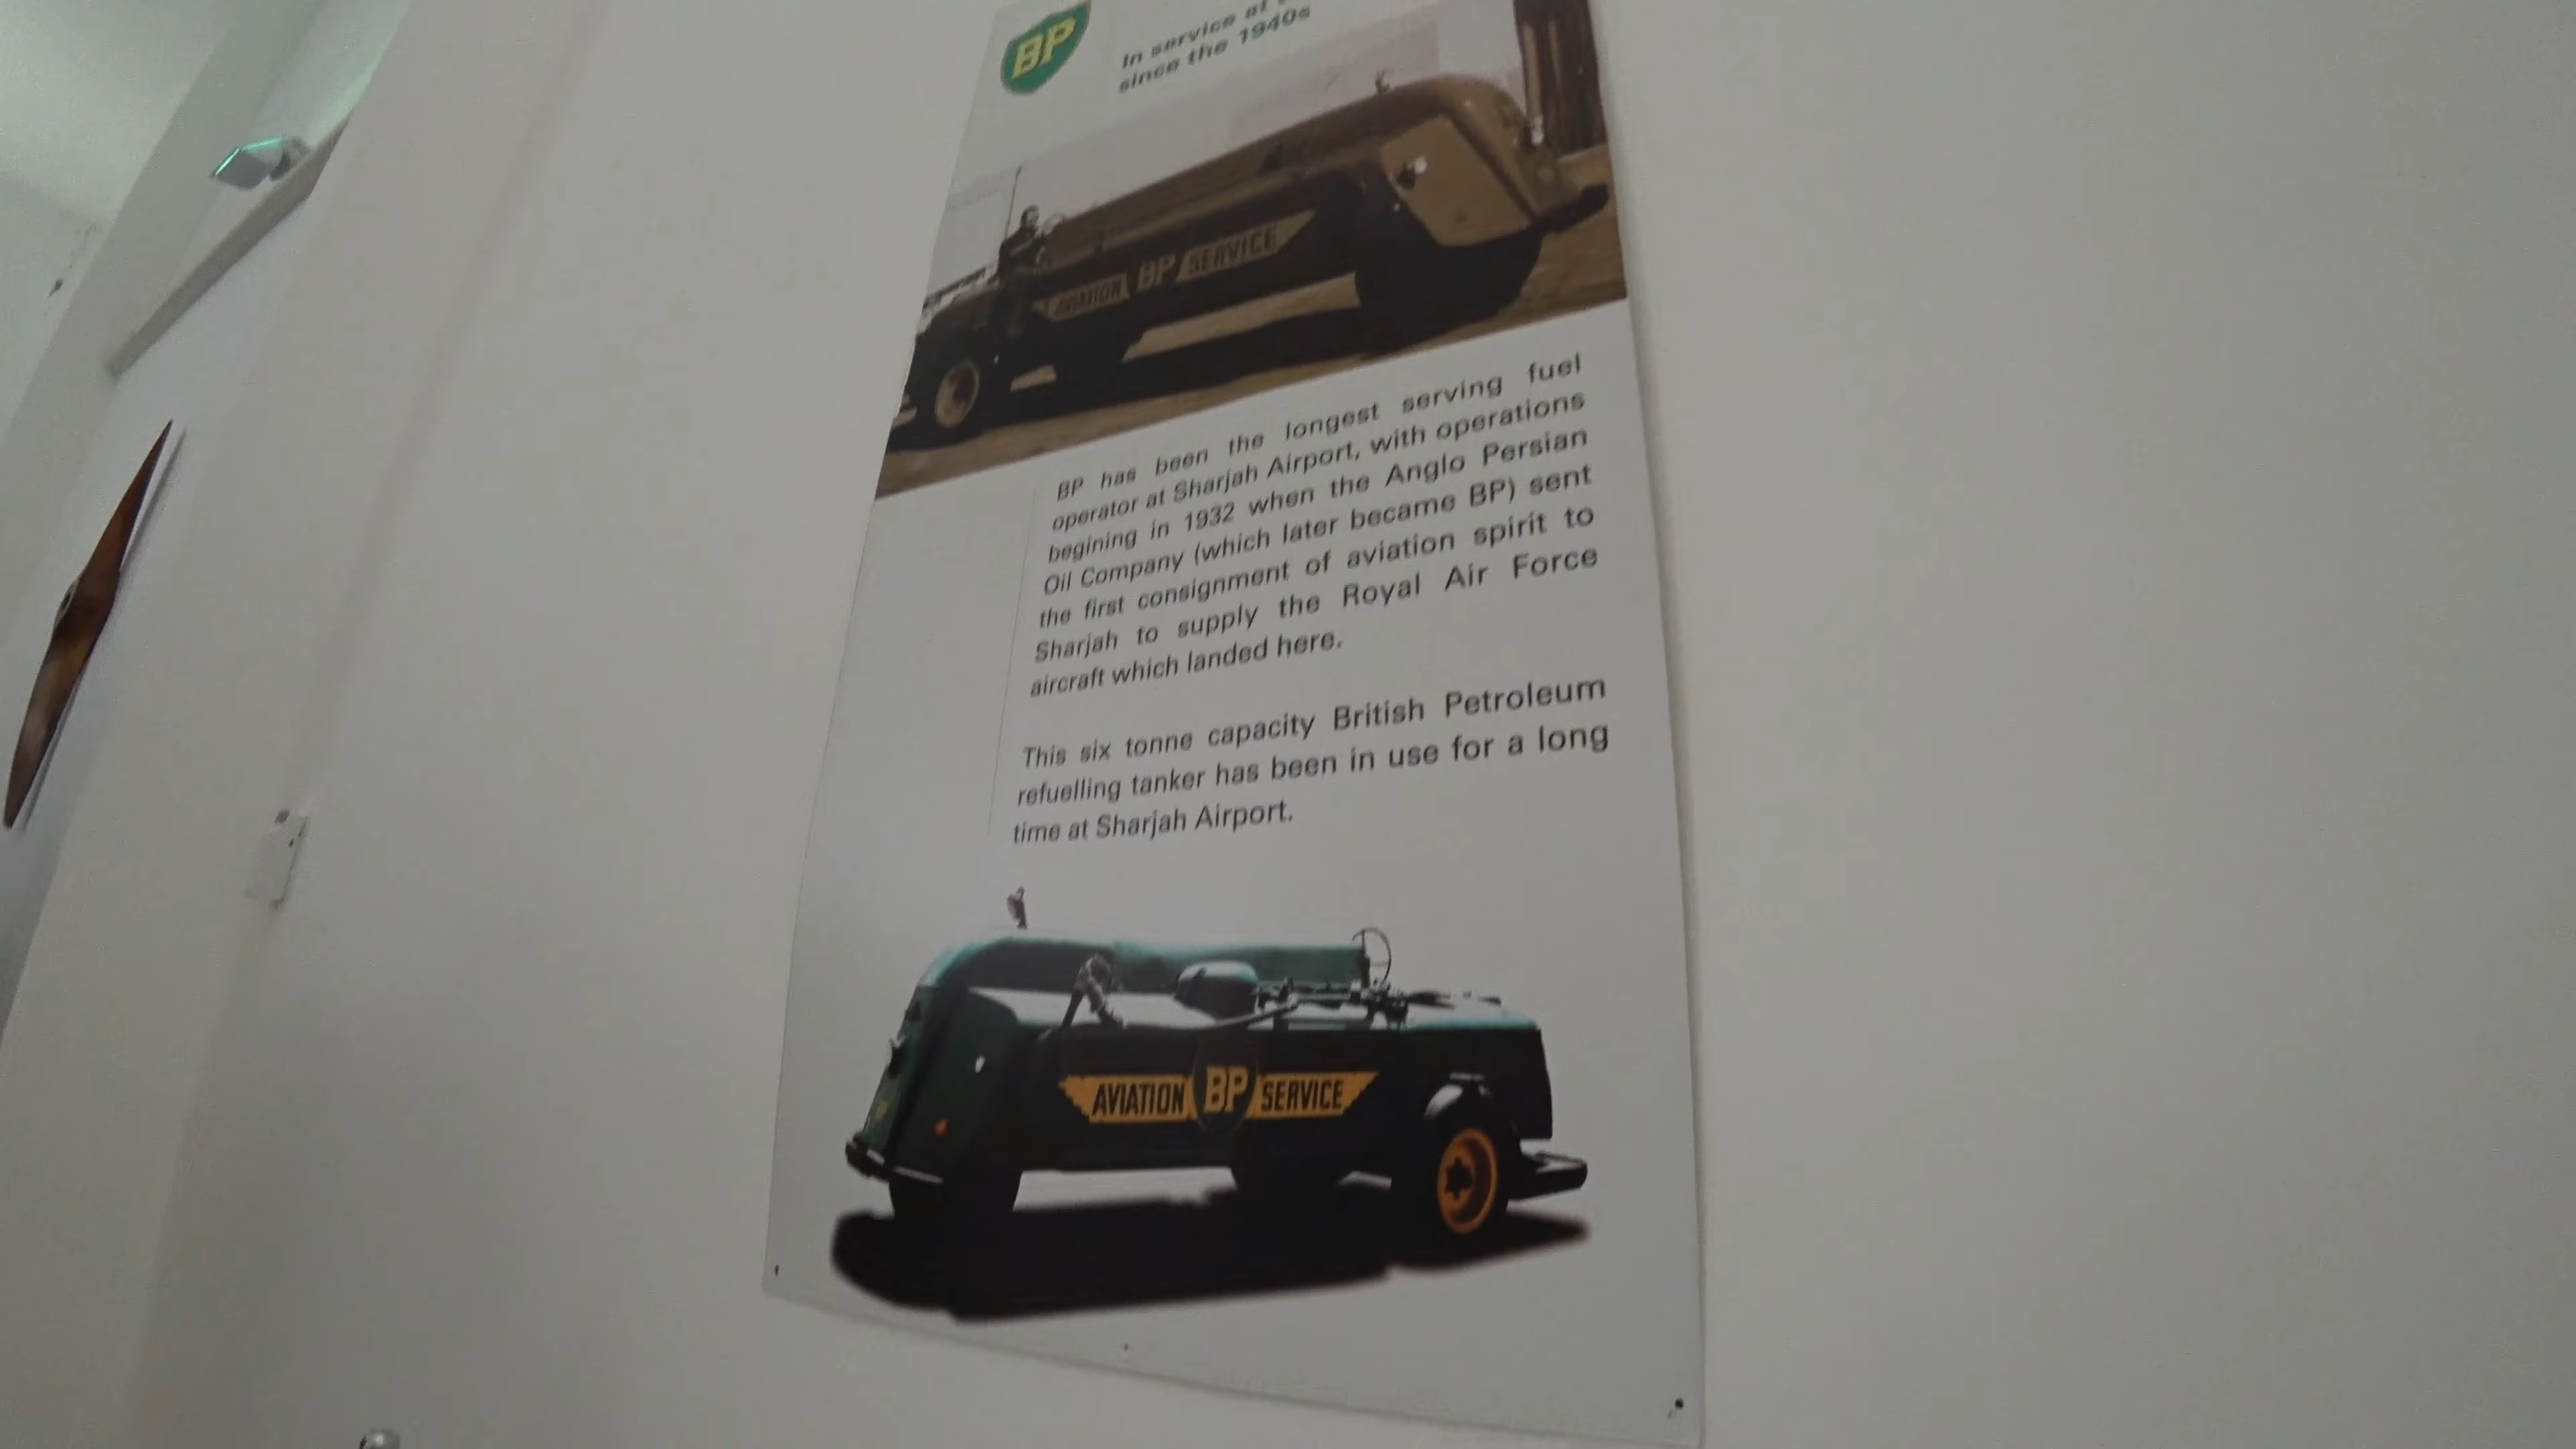 BP
In service at
since the 1940s
AVIATION BP SERVICE
BP has been the longest serving fuel
operator at Sharjah Airport, with operations
begining in 1932 when the Anglo Persian
Oil Company (which later became BP) sent
the first consignment of aviation spirit to
Sharjah to supply the Royal Air Force
aircraft which landed here.
This six tonne capacity British Petroleum
refuelling tanker has been in use for a long
time at Sharjah Airport.
AVIATION BP SERVICE